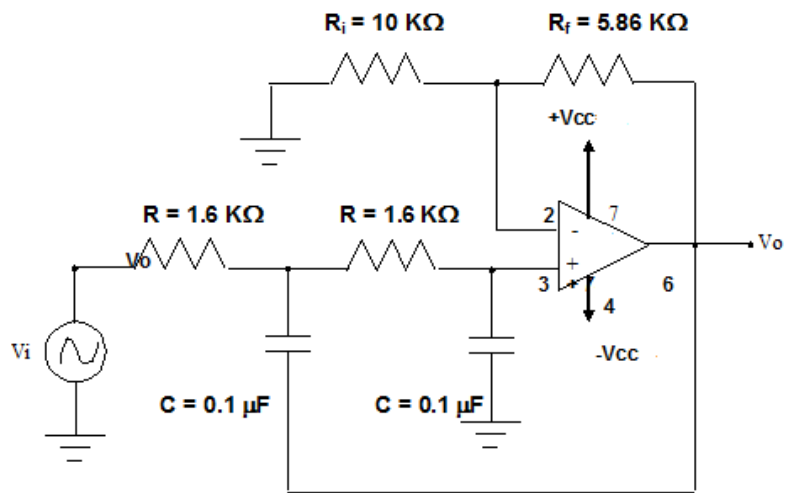 Rᵢ = 10 KΩ
R_f = 5.86 KΩ
+Vcc
R = 1.6 KΩ
R = 1.6 KΩ
2
7
-
Vo
Vo
+
3
6
4
Vi
-Vcc
C = 0.1 µF
C = 0.1 µF